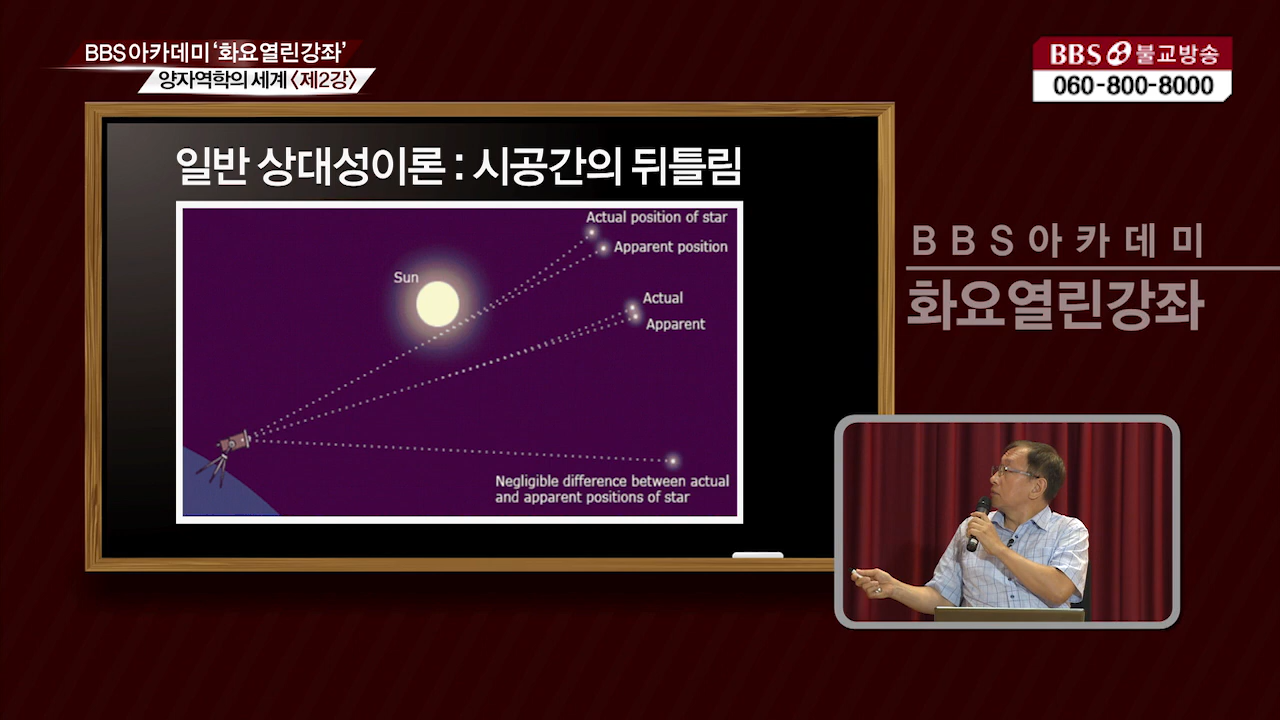 BBS아카데미 '화요열린강좌'
양자역학의 세계 <제2강>
BBS 불교방송
060-800-8000
일반 상대성이론 : 시공간의 뒤틀림
Actual position of star
Apparent position
Sun
Actual
Apparent
Negligible difference between actual
and apparent positions of star
BBS아카데미
화요열린강좌